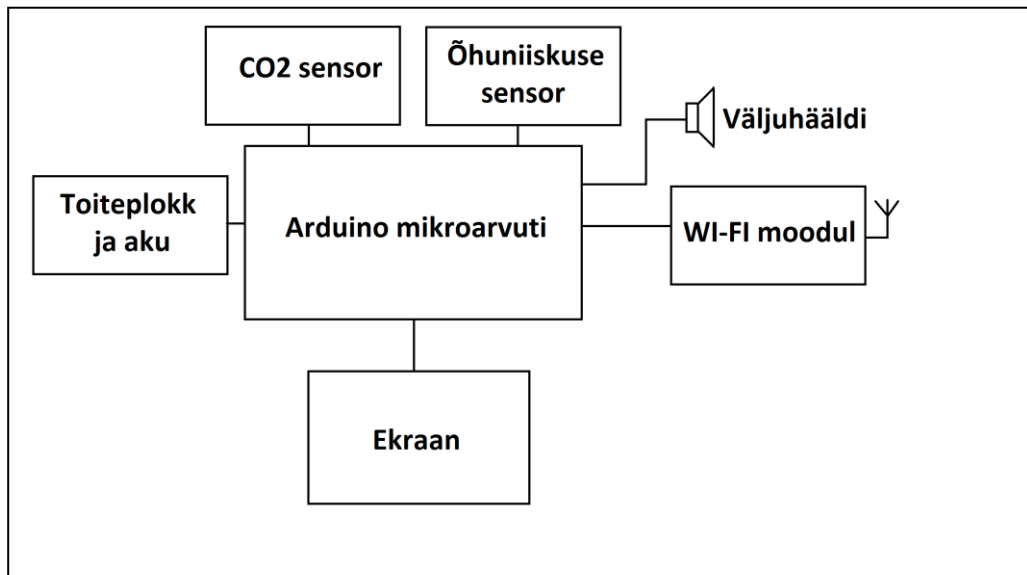 CO2 sensor
Õhuniiskuse
sensor
Väljuhääldi
Toiteplokk
ja aku
Arduino mikroarvuti
WI-FI moodul
Ekraan